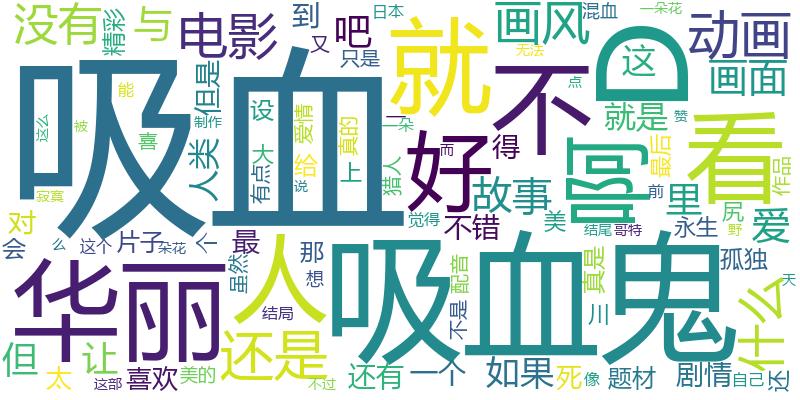 没有
精彩
与
电影
到
又
吧
日本
只是
画风
混血
一朵花
无法
点
动画
画面
吸血
就
不
D
这
就是
赞
但是
能
制作
设
爱情
哈
大
有点
说
真的
上
一朵
猎人
而
好
得
啊
看
最后
作品
这么
被
喜
人类
寂寞
故事
里
前
爱
对
会
么
这个
片子
朵花
个
最
虽然
那
想
觉得
不错
美
结尾
哥特
永生
尻
野
孤独
华丽
人
吸血鬼
结局
配音
不是
真是
川
什么
天
但
太
让
这部
喜欢
美的
还是
不过
还有
一个
如果
死
像
题材
剧情
自己
还